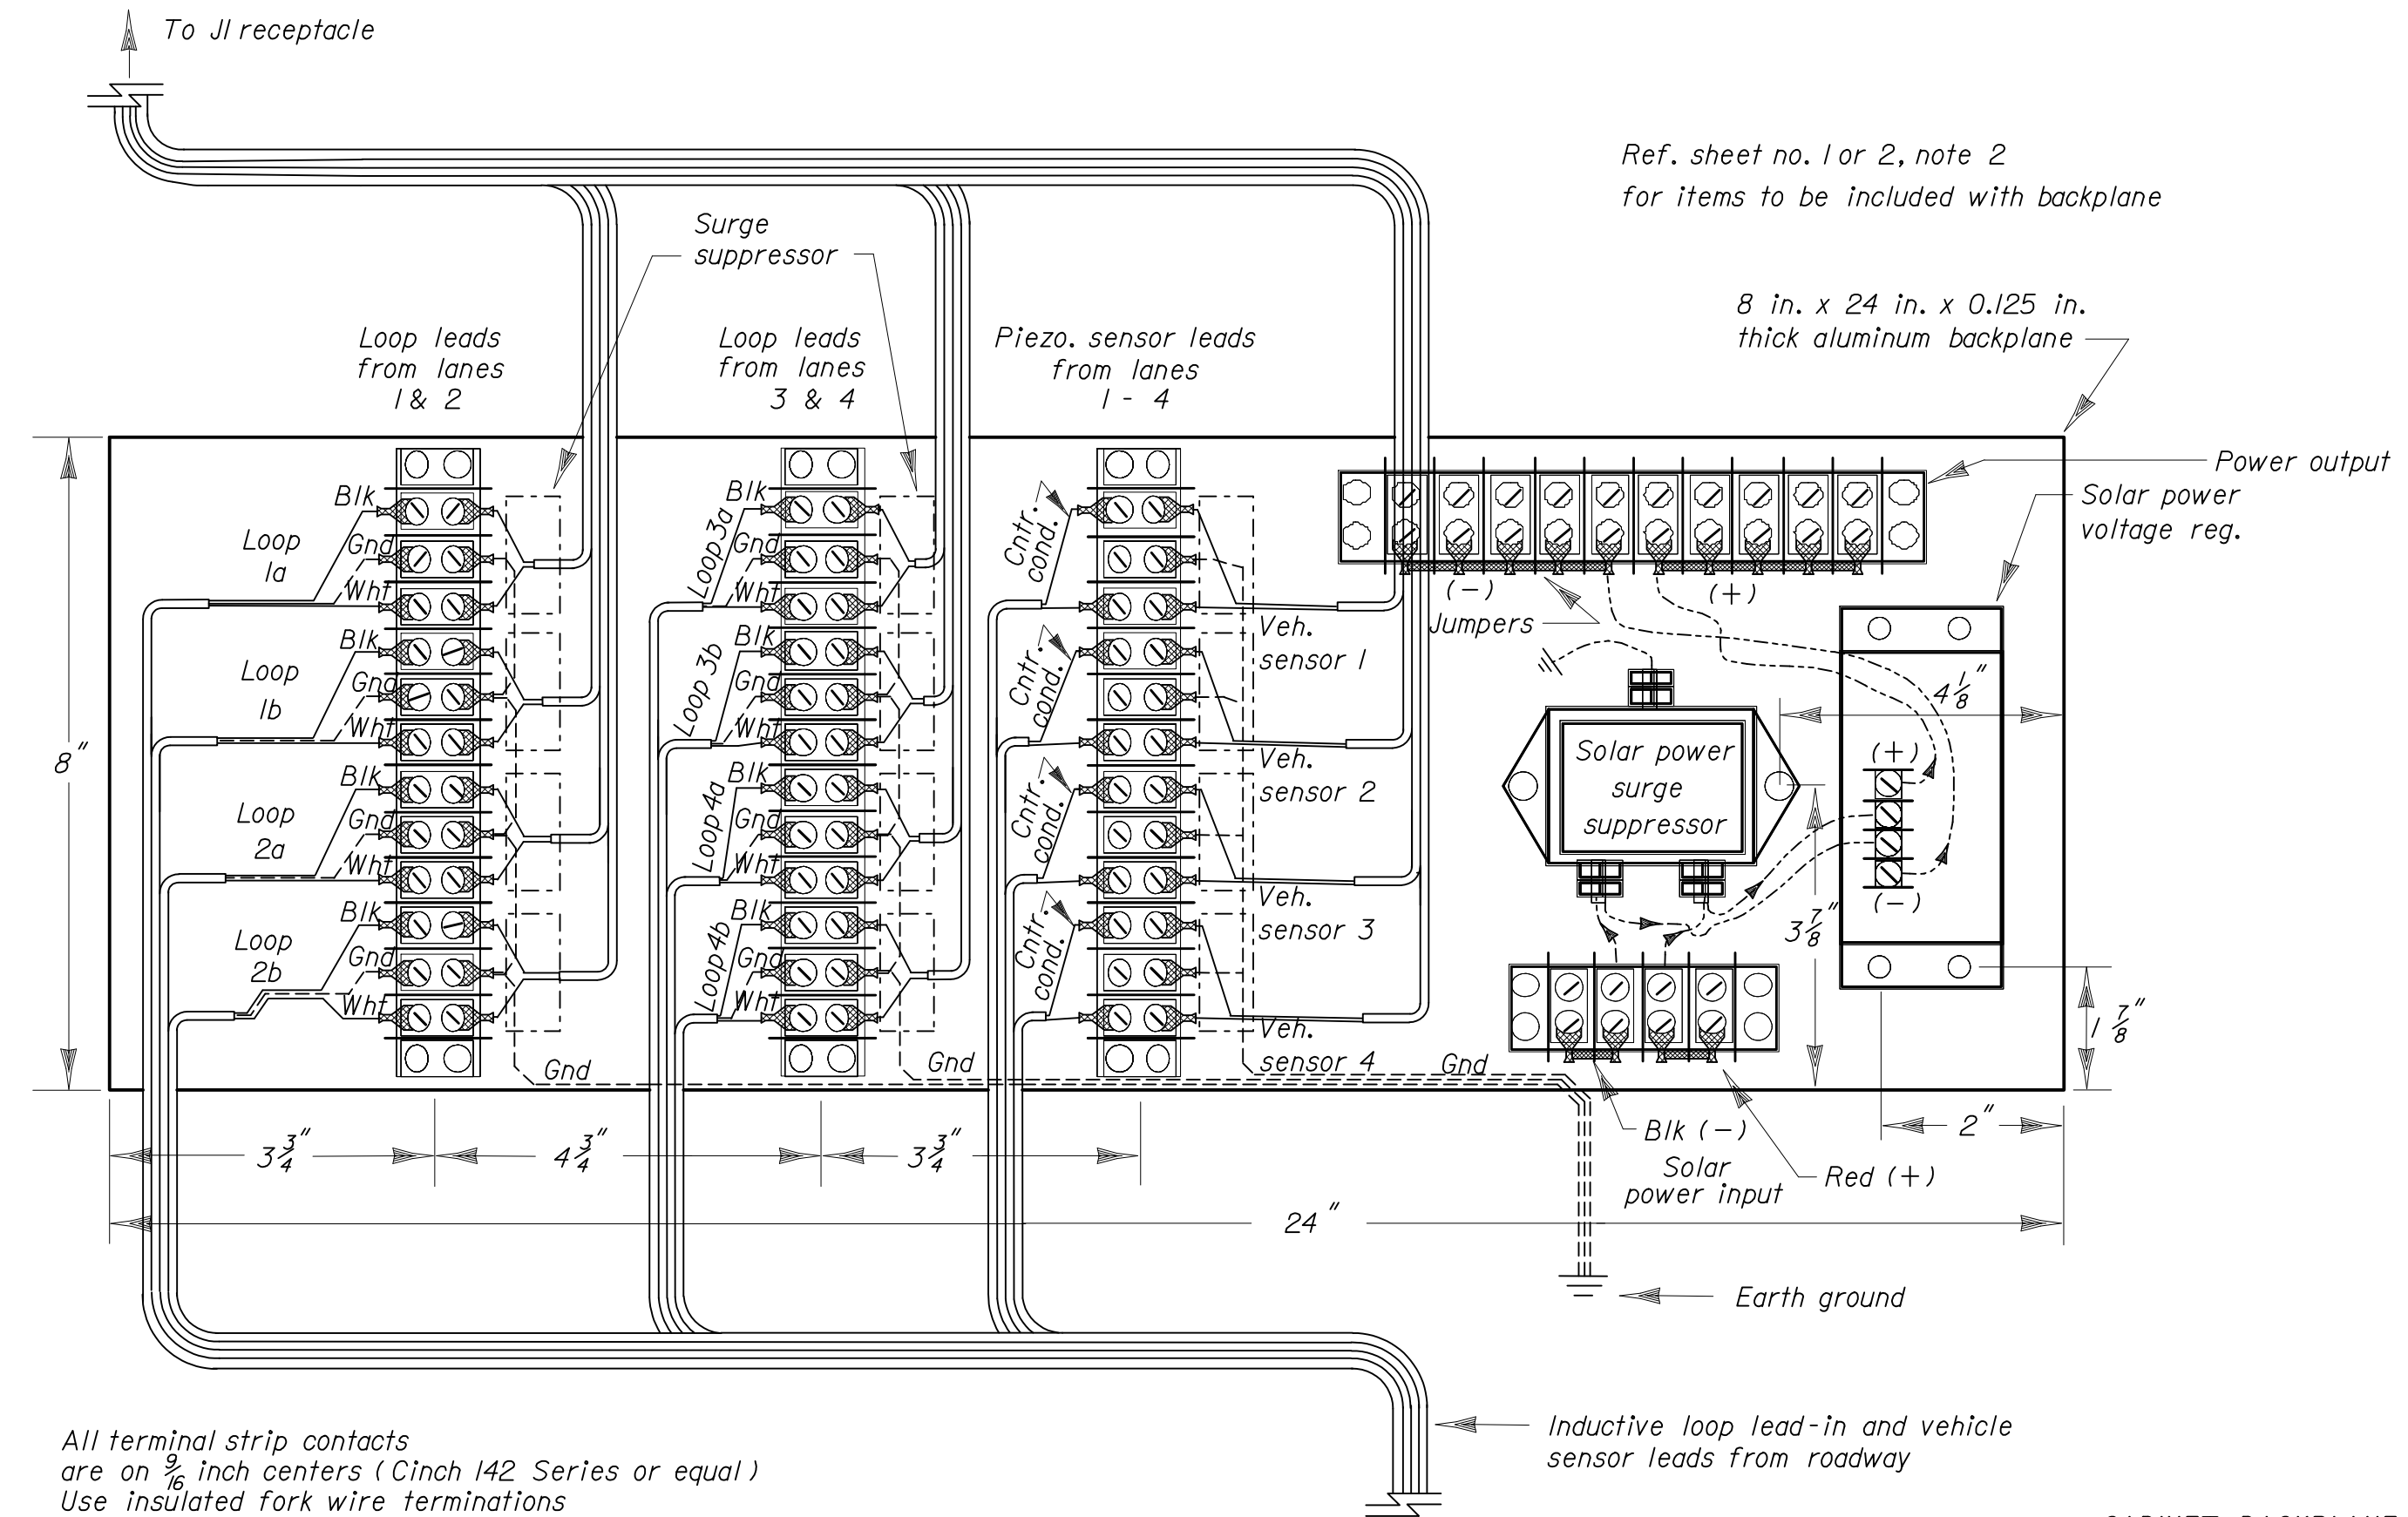 To J1 receptacle
Ref. sheet no. 1 or 2, note 2
for items to be included with backplane
Surge
suppressor
8 in. x 24 in. x 0.125 in.
thick aluminum backplane
Loop leads
from lanes
1 & 2
Loop leads
from lanes
3 & 4
Piezo. sensor leads
from lanes
1 - 4
Power output
Solar power
voltage reg.
Blk
Gnd
Wht
Loop
1a
Blk
Gnd
Wht
Loop
1b
Blk
Gnd
Wht
Loop
2a
Blk
Gnd
Wht
Loop
2b
Blk
Gnd
Wht
Loop 3a
Blk
Gnd
Wht
Loop 3b
Blk
Gnd
Wht
Loop 4a
Blk
Gnd
Wht
Loop 4b
Cntr.
cond.
Cntr.
cond.
Cntr.
cond.
Cntr.
cond.
Veh.
sensor 1
Veh.
sensor 2
Veh.
sensor 3
Veh.
sensor 4
(-)
(+)
Jumpers
Solar power
surge
suppressor
4 1/8"
(+)
(-)
3 7/8"
1 7/8"
8"
Gnd
Gnd
Gnd
3 3/4"
4 3/4"
3 3/4"
2"
24"
Blk (-)
Solar
power input
Red (+)
Earth ground
Inductive loop lead-in and vehicle
sensor leads from roadway
All terminal strip contacts
are on 9/16 inch centers (Cinch 142 Series or equal)
Use insulated fork wire terminations